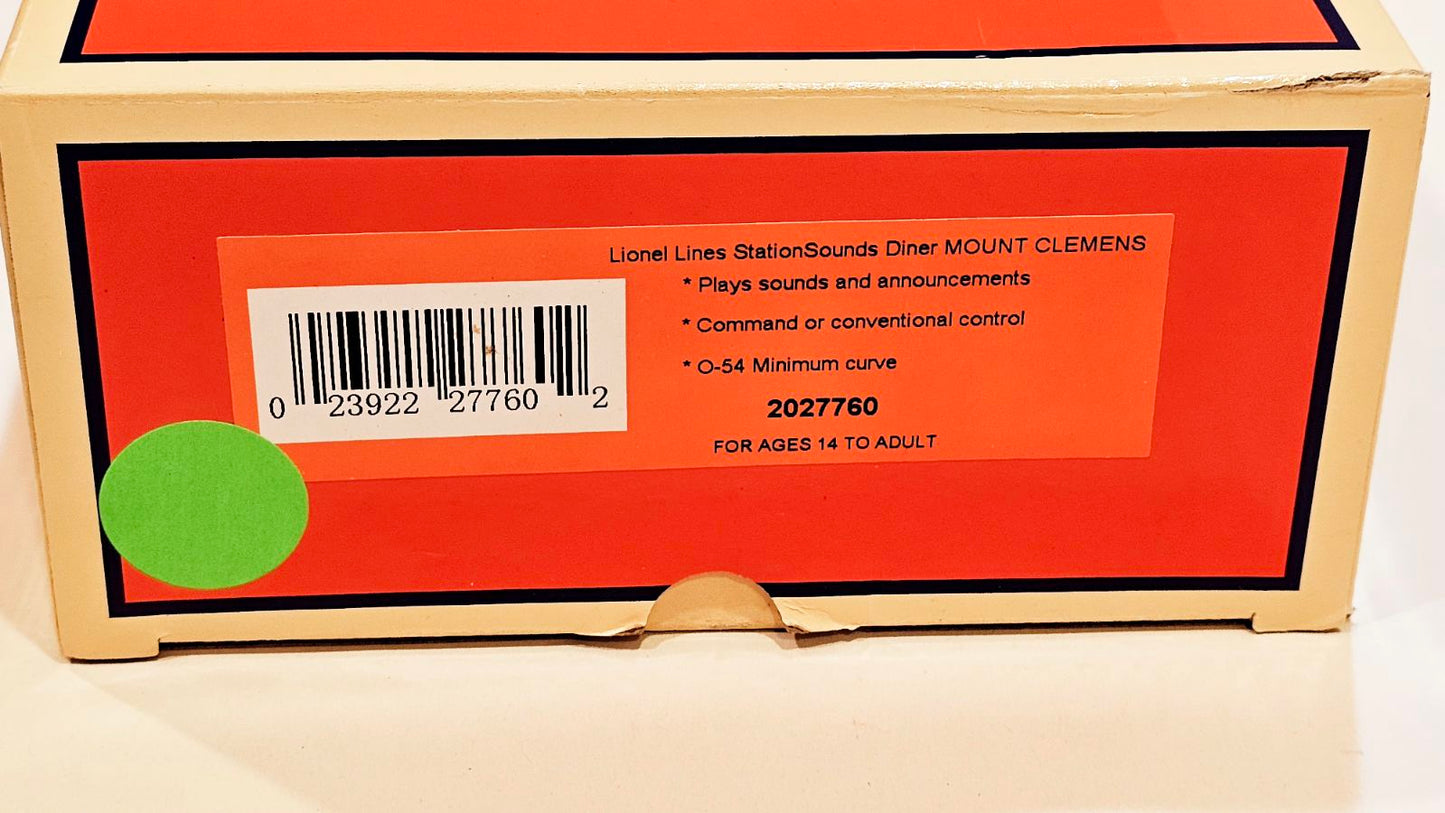 Lionel Lines StationSounds Diner MOUNT CLEMENS
* Plays sounds and announcements
* Command or conventional control
* O-54 Minimum curve
2027760
FOR AGES 14 TO ADULT
0 23922 27760 2